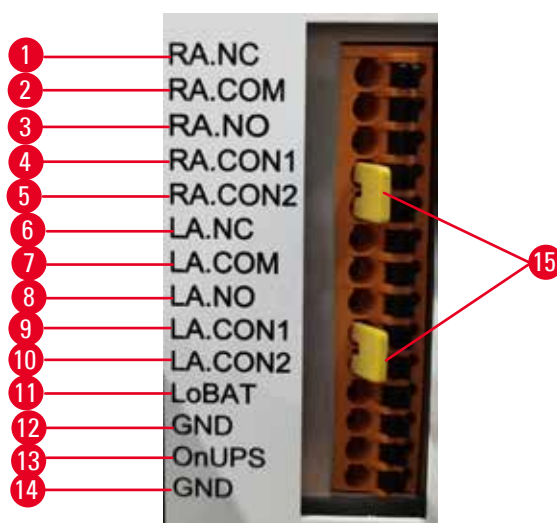 1 RA.NC
2 RA.COM
3 RA.NO
4 RA.CON1
5 RA.CON2
6 LA.NC
7 LA.COM
15
8 LA.NO
9 LA.CON1
10 LA.CON2
11 LoBAT
12 GND
13 OnUPS
14 GND